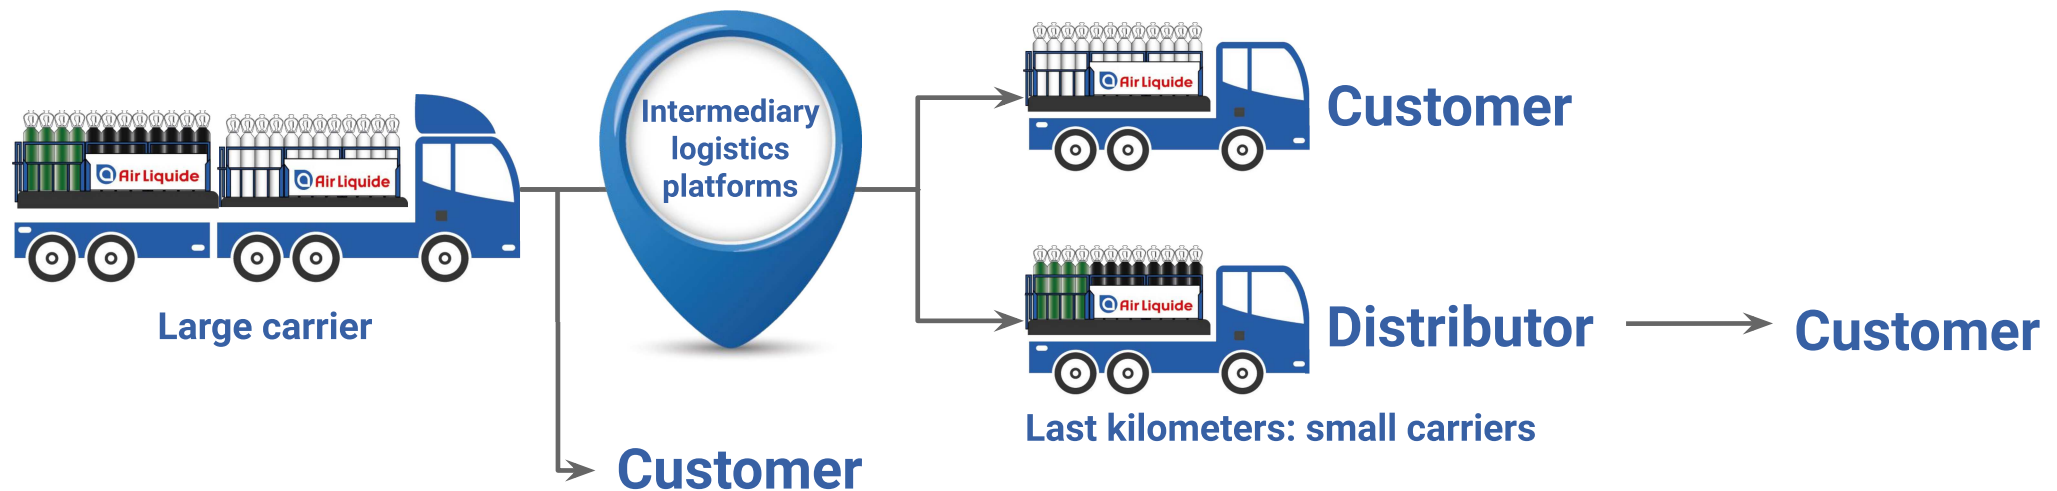 Air Liquide
Air Liquide
Large carrier
Intermediary
logistics
platforms
Customer
Air Liquide
Customer
Air Liquide
Distributor
Customer
Last kilometers: small carriers